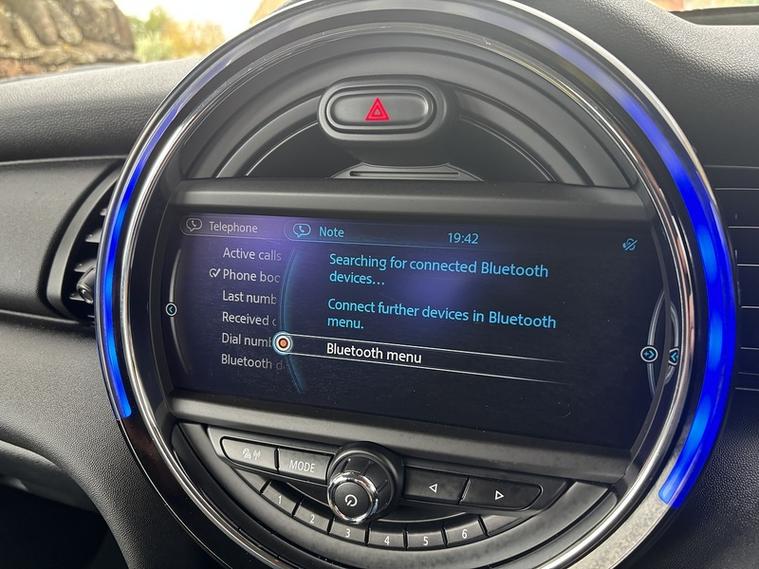 Telephone
Note
19:42
Active calls
Phone boo
Last numb
Received c
Dial numb
Bluetooth d
Searching for connected Bluetooth
devices...
Connect further devices in Bluetooth
menu.
Bluetooth menu
MODE
1
2
3
4
5
6